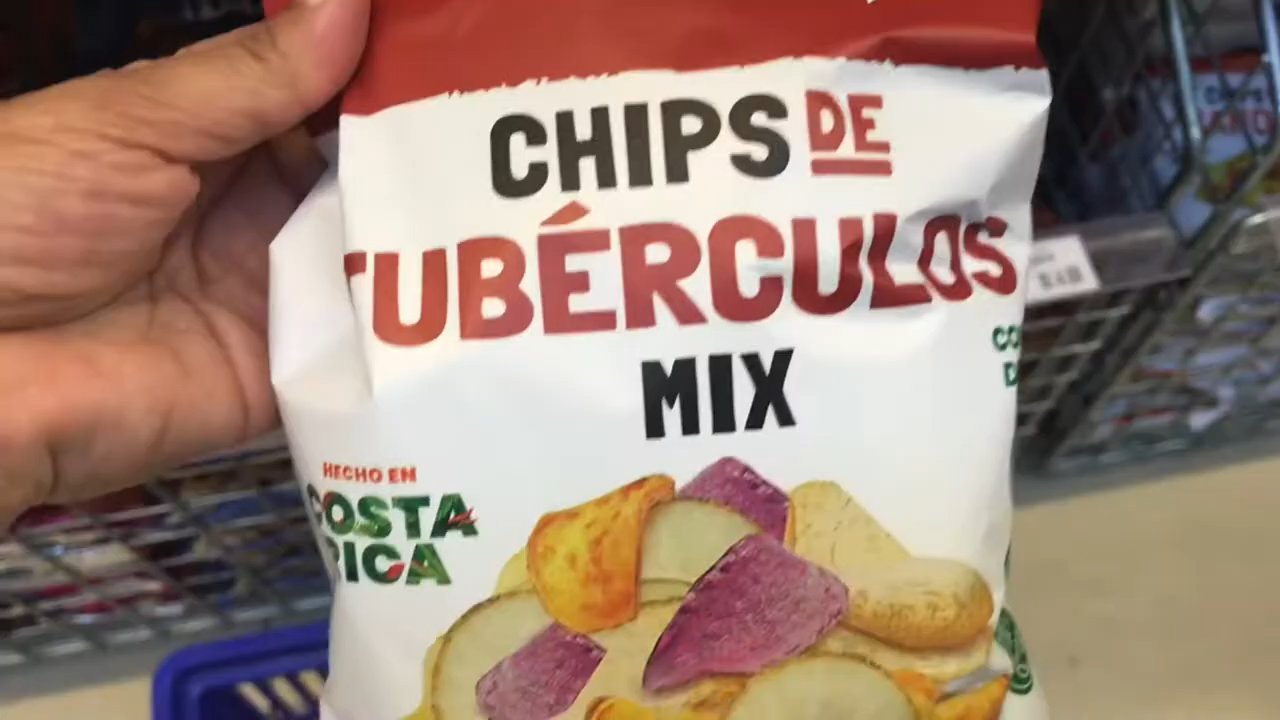 CHIPS DE
TUBÉRCULOS
MIX
HECHO EN
COSTA
RICA